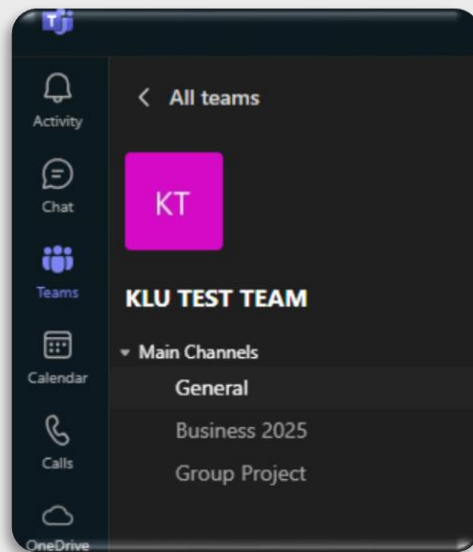 Activity
Chat
Teams
Calendar
Calls
OneDrive
All teams
KT
KLU TEST TEAM
Main Channels
General
Business 2025
Group Project